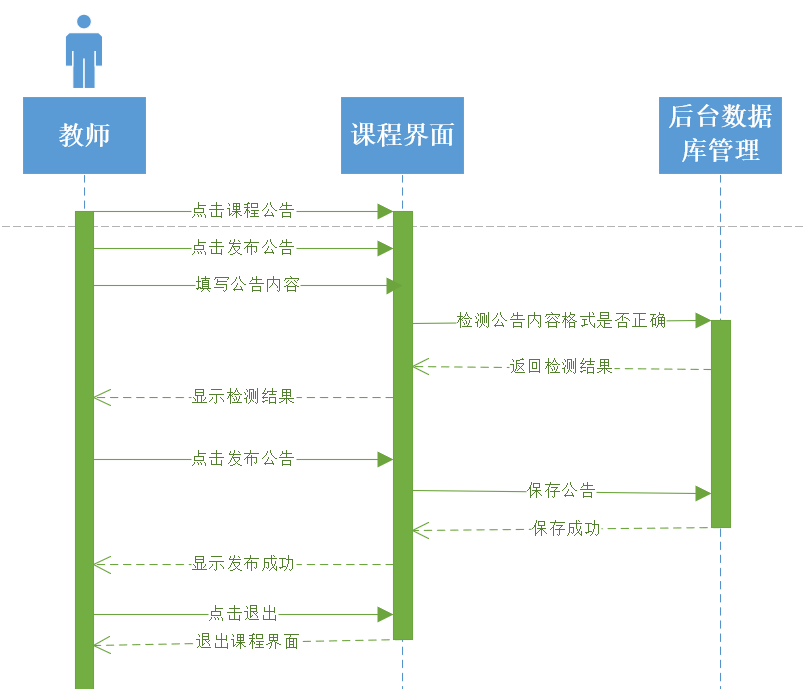 教师
课程界面
后台数据
库管理
点击课程公告
点击发布公告
填写公告内容
检测公告内容格式是否正确
返回检测结果
显示检测结果
点击发布公告
保存公告
保存成功
显示发布成功
点击退出
退出课程界面